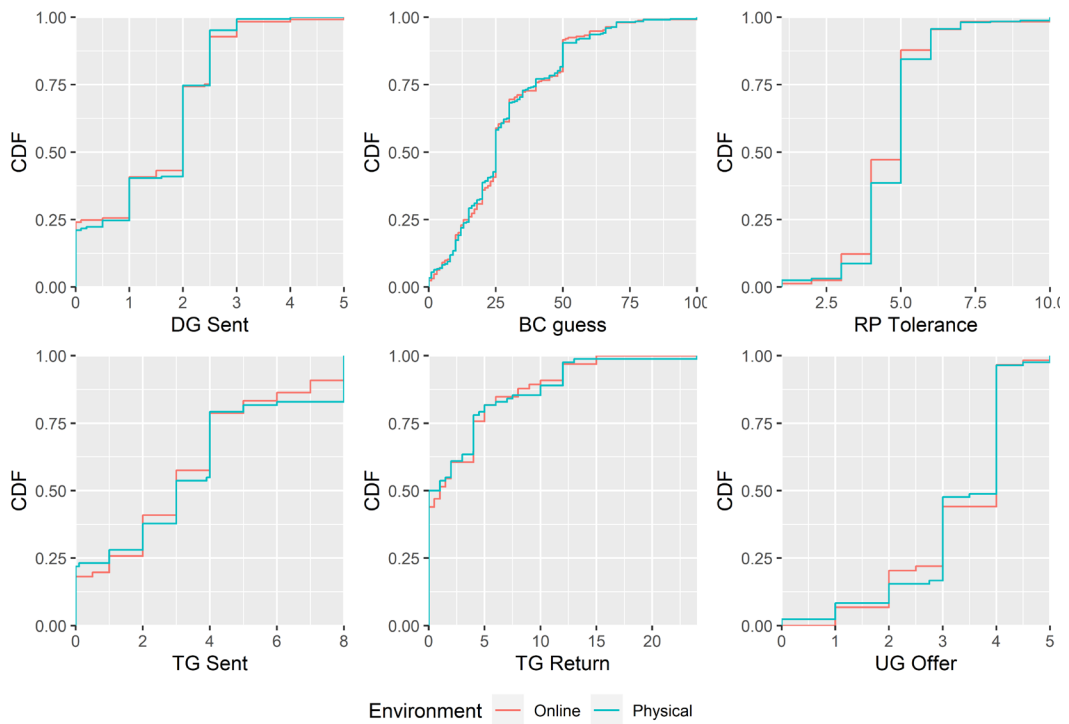 1.00
0.75
0.50
0.25
0.00
CDF
0 1 2 3 4 5
DG Sent
1.00
0.75
0.50
0.25
0.00
CDF
0 25 50 75 100
BC guess
1.00
0.75
0.50
0.25
0.00
CDF
2.5 5.0 7.5 10.0
RP Tolerance
1.00
0.75
0.50
0.25
0.00
CDF
0 2 4 6 8
TG Sent
1.00
0.75
0.50
0.25
0.00
CDF
0 5 10 15 20
TG Return
1.00
0.75
0.50
0.25
0.00
CDF
0 1 2 3 4 5
UG Offer
Environment Online Physical